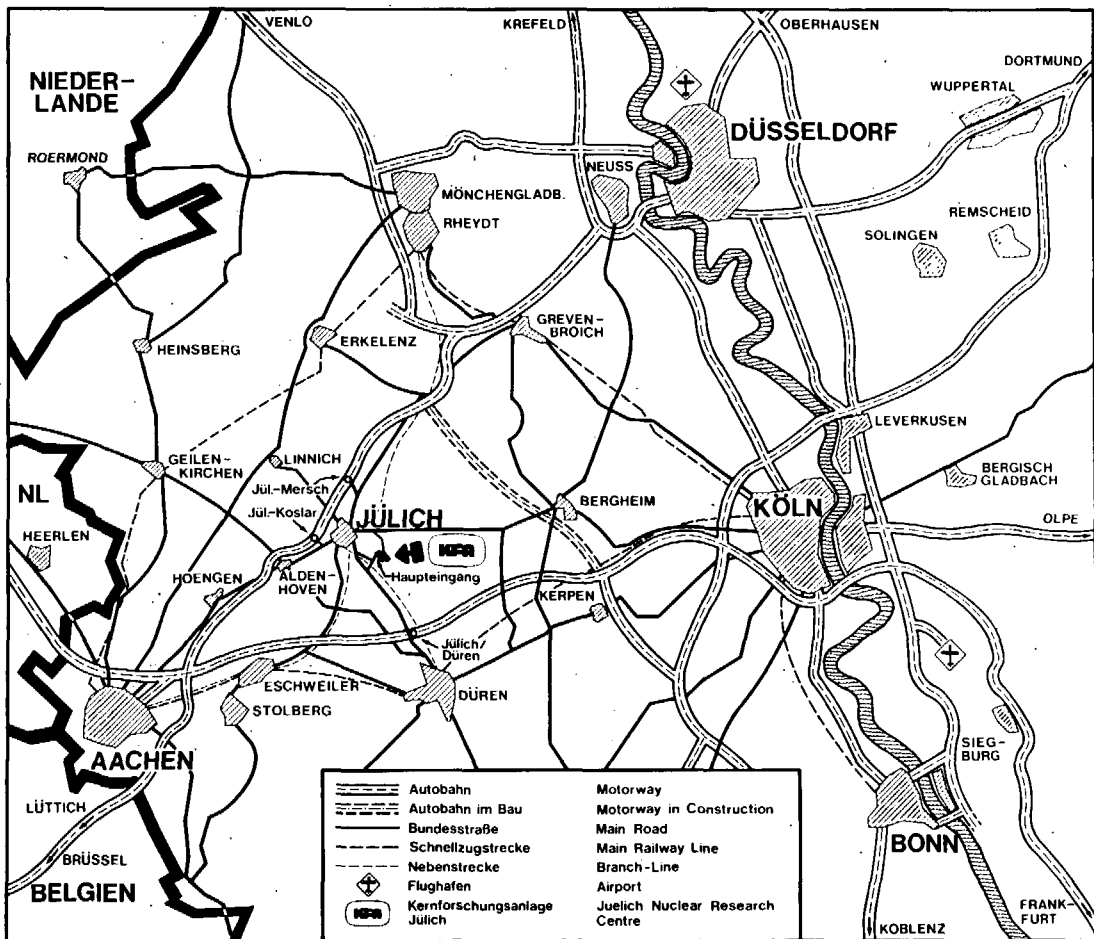 VENLO
KREFELD
OBERHAUSEN
DORTMUND
NIEDER-
LANDE
WUPPERTAL
DÜSSELDORF
ROERMOND
NEUSS
MÖNCHENGLADB.
RHEYDT
REMSCHEID
SOLINGEN
GREVEN-
BROICH
ERKELENZ
HEINSBERG
LEVERKUSEN
GEILEN-
KIRCHEN
LINNICH
Jül.-Mersch
BERGISCH
GLADBACH
NL
Jül.-Koslar
JÜLICH
BERGHEIM
KÖLN
OLPE
HEERLEN
KFA
Haupteingang
HOENGEN
ALDEN-
HOVEN
KERPEN
Jülich/
Düren
ESCHWEILER
DÜREN
STOLBERG
SIEG-
BURG
AACHEN
LÜTTICH
BRÜSSEL
BELGIEN
BONN
KOBLENZ
FRANK-
FURT
Autobahn Motorway
Autobahn im Bau Motorway in Construction
Bundesstraße Main Road
Schnellzugstrecke Main Railway Line
Nebenstrecke Branch-Line
Flughafen Airport
KFA Kernforschungsanlage Juelich Nuclear Research
Jülich Centre